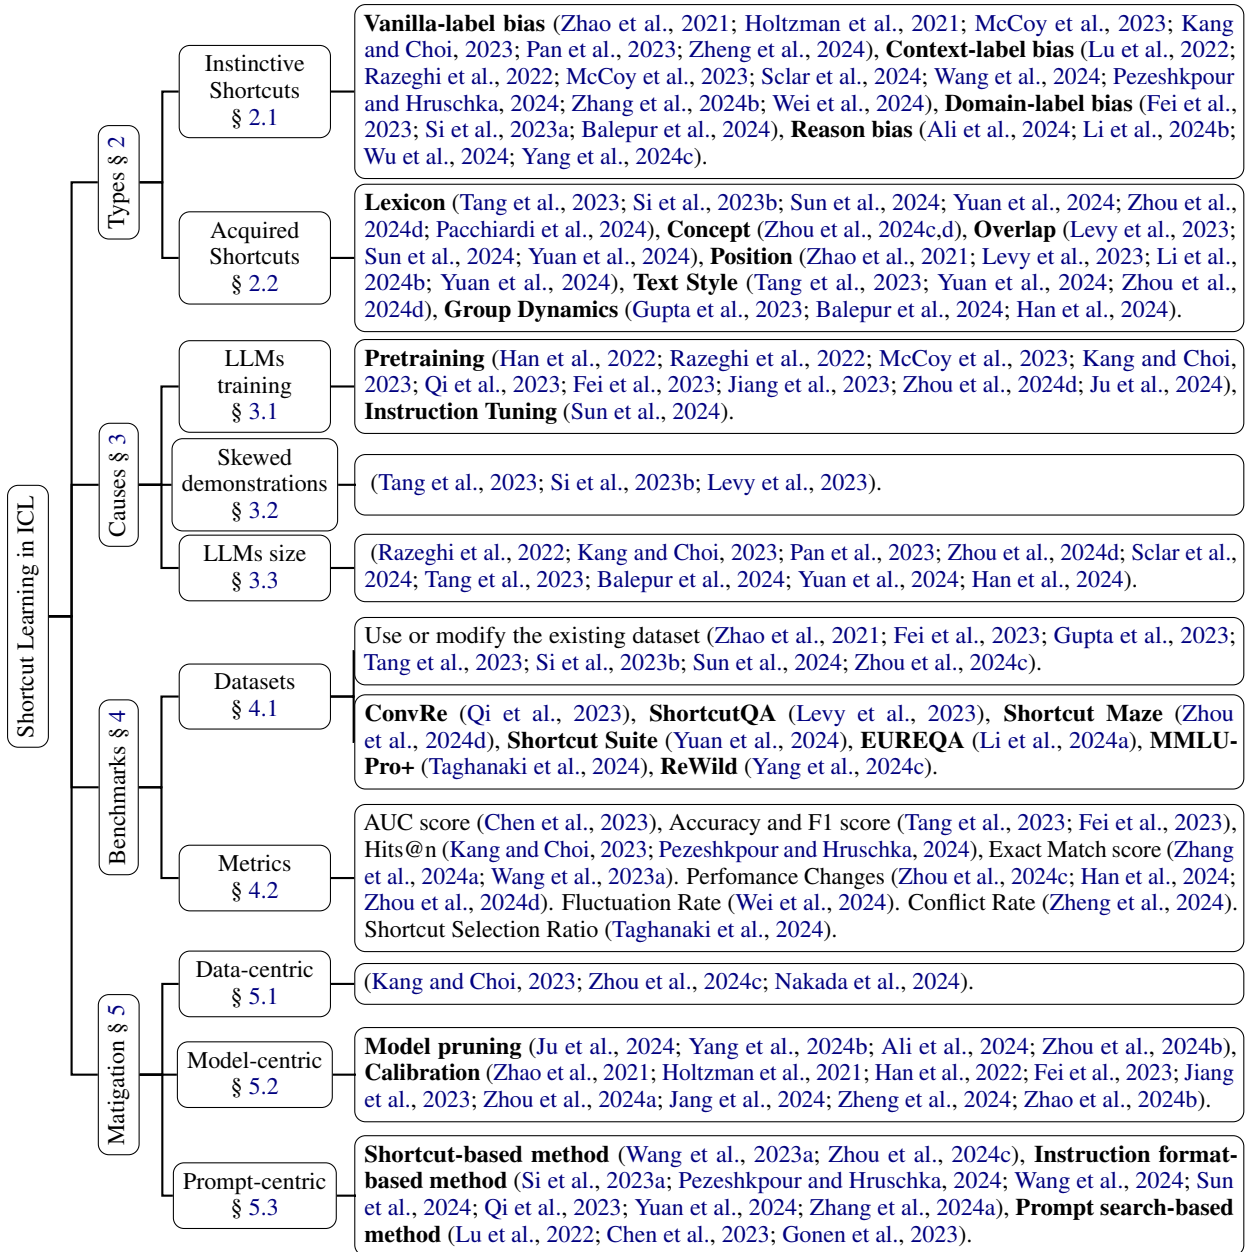 Shortcut Learning in ICL
Types § 2
Instinctive
Shortcuts
§ 2.1
Vanilla-label bias (Zhao et al., 2021; Holtzman et al., 2021; McCoy et al., 2023; Kang
and Choi, 2023; Pan et al., 2023; Zheng et al., 2024), Context-label bias (Lu et al., 2022;
Razeghi et al., 2022; McCoy et al., 2023; Sclar et al., 2024; Wang et al., 2024; Pezeshkpour
and Hruschka, 2024; Zhang et al., 2024b; Wei et al., 2024), Domain-label bias (Fei et al.,
2023; Si et al., 2023a; Balepur et al., 2024), Reason bias (Ali et al., 2024; Li et al., 2024b;
Wu et al., 2024; Yang et al., 2024c).
Acquired
Shortcuts
§ 2.2
Lexicon (Tang et al., 2023; Si et al., 2023b; Sun et al., 2024; Yuan et al., 2024; Zhou et al.,
2024d; Pacchiardi et al., 2024), Concept (Zhou et al., 2024c,d), Overlap (Levy et al., 2023;
Sun et al., 2024; Yuan et al., 2024), Position (Zhao et al., 2021; Levy et al., 2023; Li et al.,
2024b; Yuan et al., 2024), Text Style (Tang et al., 2023; Yuan et al., 2024; Zhou et al.,
2024d), Group Dynamics (Gupta et al., 2023; Balepur et al., 2024; Han et al., 2024).
Causes § 3
LLMs
training
§ 3.1
Pretraining (Han et al., 2022; Razeghi et al., 2022; McCoy et al., 2023; Kang and Choi,
2023; Qi et al., 2023; Fei et al., 2023; Jiang et al., 2023; Zhou et al., 2024d; Ju et al., 2024),
Instruction Tuning (Sun et al., 2024).
Skewed
demonstrations
§ 3.2
(Tang et al., 2023; Si et al., 2023b; Levy et al., 2023).
LLMs size
§ 3.3
(Razeghi et al., 2022; Kang and Choi, 2023; Pan et al., 2023; Zhou et al., 2024d; Sclar et al.,
2024; Tang et al., 2023; Balepur et al., 2024; Yuan et al., 2024; Han et al., 2024).
Benchmarks § 4
Datasets
§ 4.1
Use or modify the existing dataset (Zhao et al., 2021; Fei et al., 2023; Gupta et al., 2023;
Tang et al., 2023; Si et al., 2023b; Sun et al., 2024; Zhou et al., 2024c).
ConvRe (Qi et al., 2023), ShortcutQA (Levy et al., 2023), Shortcut Maze (Zhou
et al., 2024d), Shortcut Suite (Yuan et al., 2024), EUREQA (Li et al., 2024a), MMLU-
Pro+ (Taghanaki et al., 2024), ReWild (Yang et al., 2024c).
Metrics
§ 4.2
AUC score (Chen et al., 2023), Accuracy and F1 score (Tang et al., 2023; Fei et al., 2023),
Hits@n (Kang and Choi, 2023; Pezeshkpour and Hruschka, 2024), Exact Match score (Zhang
et al., 2024a; Wang et al., 2023a). Perfomance Changes (Zhou et al., 2024c; Han et al., 2024;
Zhou et al., 2024d). Fluctuation Rate (Wei et al., 2024). Conflict Rate (Zheng et al., 2024).
Shortcut Selection Ratio (Taghanaki et al., 2024).
Matigation § 5
Data-centric
§ 5.1
(Kang and Choi, 2023; Zhou et al., 2024c; Nakada et al., 2024).
Model-centric
§ 5.2
Model pruning (Ju et al., 2024; Yang et al., 2024b; Ali et al., 2024; Zhou et al., 2024b),
Calibration (Zhao et al., 2021; Holtzman et al., 2021; Han et al., 2022; Fei et al., 2023; Jiang
et al., 2023; Zhou et al., 2024a; Jang et al., 2024; Zheng et al., 2024; Zhao et al., 2024b).
Prompt-centric
§ 5.3
Shortcut-based method (Wang et al., 2023a; Zhou et al., 2024c), Instruction format-
based method (Si et al., 2023a; Pezeshkpour and Hruschka, 2024; Wang et al., 2024; Sun
et al., 2024; Qi et al., 2023; Yuan et al., 2024; Zhang et al., 2024a), Prompt search-based
method (Lu et al., 2022; Chen et al., 2023; Gonen et al., 2023).